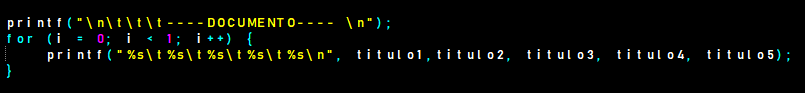 printf("\n\t\t\t----DOCUMENTO---- \n");
for (i = 0; i < 1; i++) {
    printf("%s\t%s\t%s\t%s\t%s\n", titulo1,titulo2, titulo3, titulo4, titulo5);
}